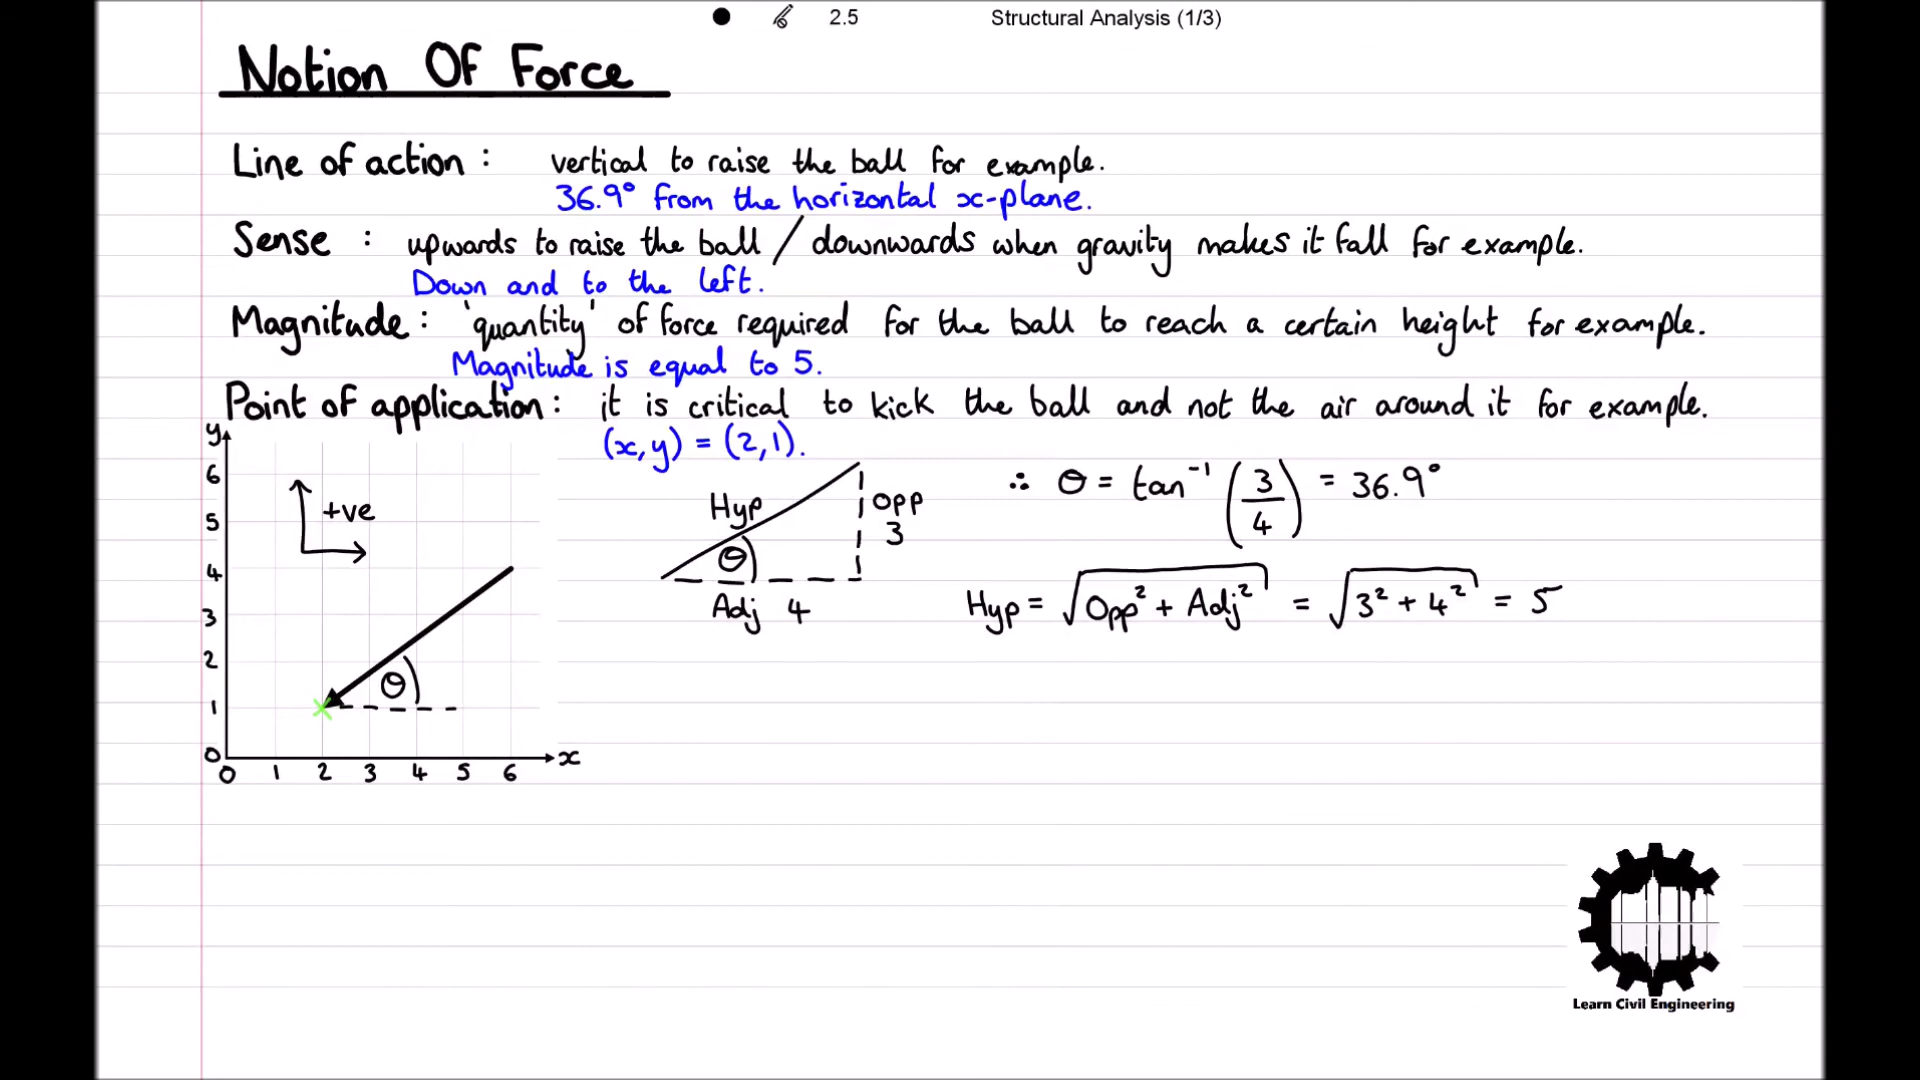 2.5 Structural Analysis (1/3)
Notion Of Force
Line of action : vertical to raise the ball for example.
36.9° from the horizontal x-plane.
Sense : upwards to raise the ball / downwards when gravity makes it fall for example.
Down and to the left.
Magnitude : 'quantity' of force required for the ball to reach a certain height for example.
Magnitude is equal to 5.
Point of application : it is critical to kick the ball and not the air around it for example.
(x,y) = (2,1).
y
6
5
4
3
2
1
0
+ve
θ
0 1 2 3 4 5 6
x
Hyp
Opp
3
θ
Adj 4
∴ θ = tan⁻¹ (3/4) = 36.9°
Hyp = √(Opp² + Adj²) = √(3² + 4²) = 5
Learn Civil Engineering